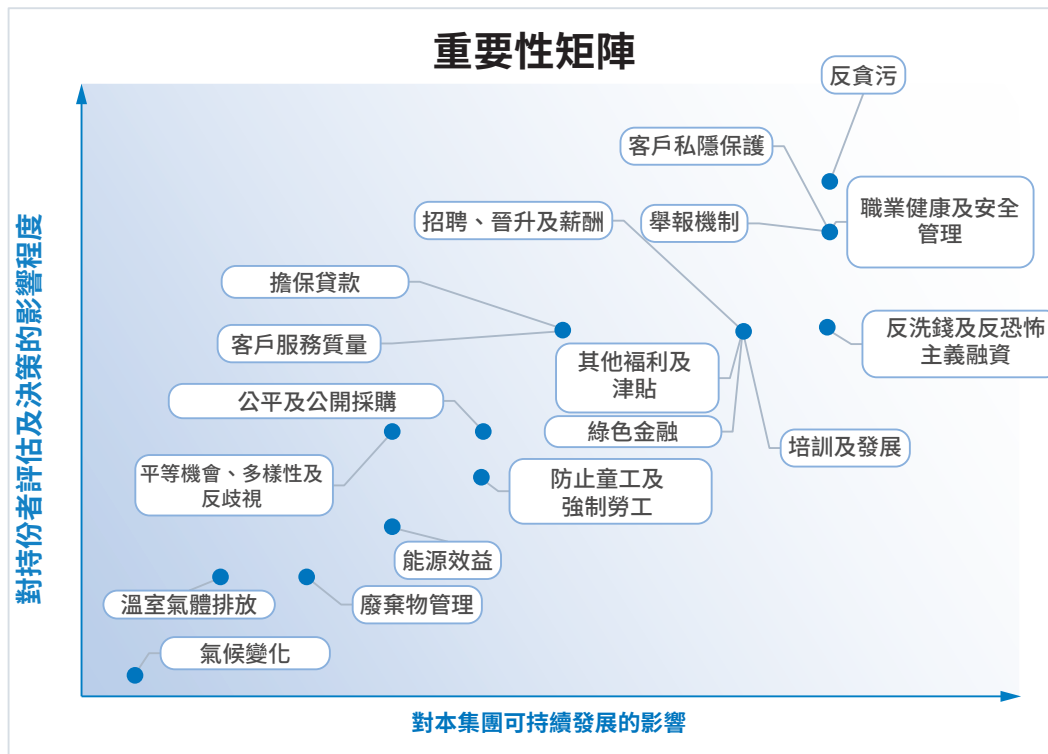 重要性矩陣
反貪污
客戶私隱保護
職業健康及安全
管理
招聘、晉升及薪酬
舉報機制
擔保貸款
客戶服務質量
反洗錢及反恐怖
主義融資
其他褔利及
津貼
公平及公開採購
綠色金融
培訓及發展
平等機會、多樣性及
反歧視
防止童工及
強制勞工
能源效益
溫室氣體排放
廢棄物管理
氣候變化
對持份者評估及決策的影響程度
對本集團可持續發展的影響